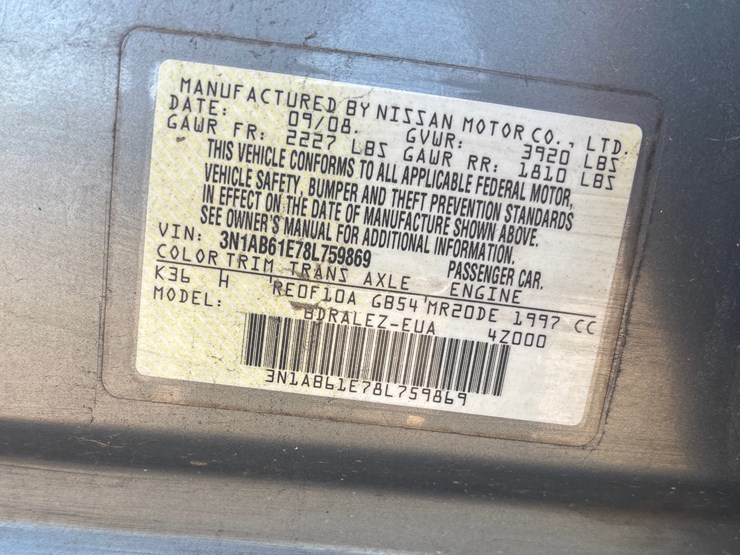 MANUFACTURED BY NISSAN MOTOR CO., LTD.
DATE: 09/08. GVWR: 3920 LBS
GAWR FR: 2227 LBS GAWR RR: 1810 LBS
THIS VEHICLE CONFORMS TO ALL APPLICABLE FEDERAL MOTOR,
VEHICLE SAFETY, BUMPER AND THEFT PREVENTION STANDARDS
IN EFFECT ON THE DATE OF MANUFACTURE SHOWN ABOVE.
SEE OWNER'S MANUAL FOR ADDITIONAL INFORMATION.
VIN: 3N1AB61E78L759869 PASSENGER CAR.
COLOR TRIM TRANS AXLE ENGINE
K36 H RE0F10A GB54 MR20DE 1997 CC
MODEL: BDRALEZ-EUA 4Z000
3N1AB61E78L759869